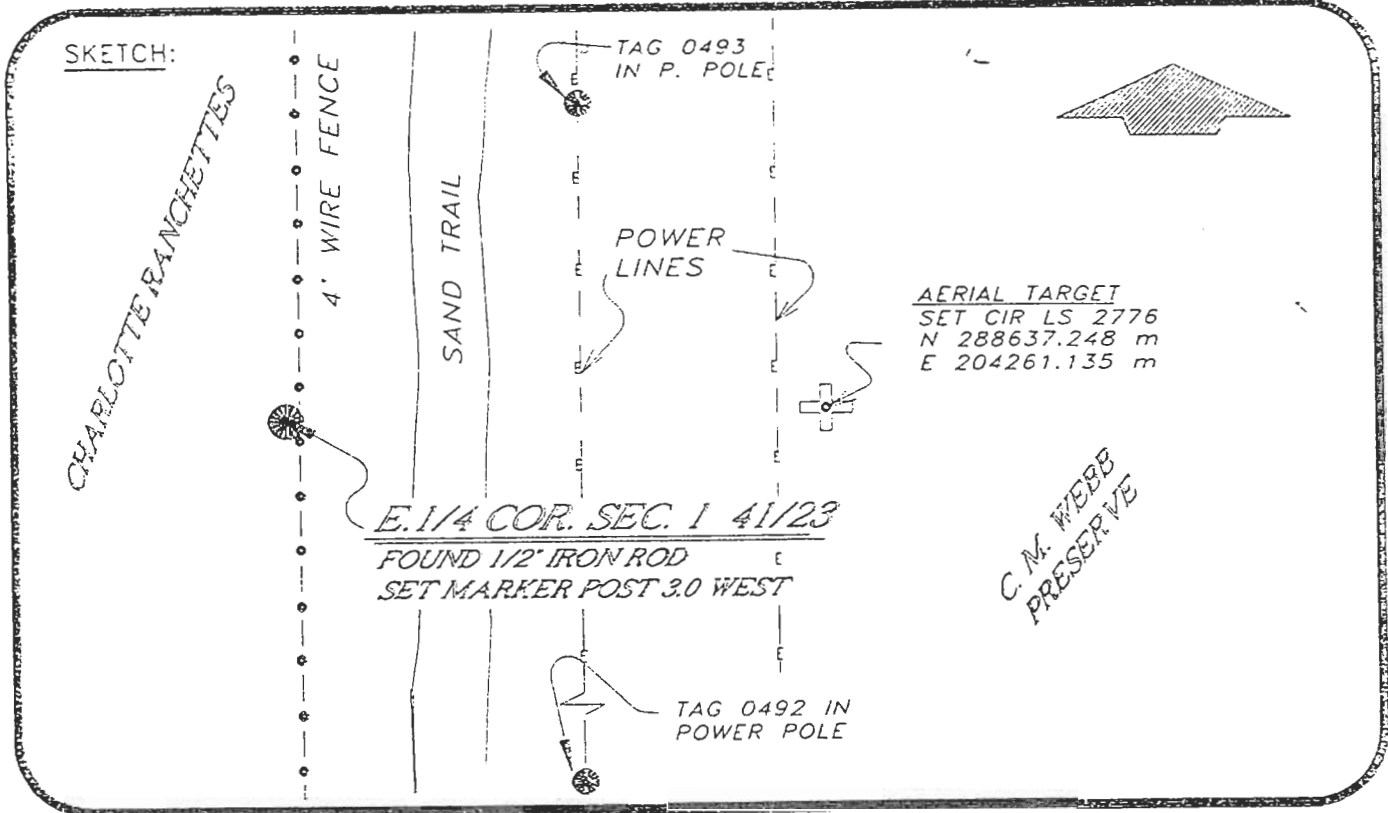 SKETCH:
CHARLOTTE RANCHETTES
4' WIRE FENCE
SAND TRAIL
TAG 0493
IN P. POLE
POWER
LINES
AERIAL TARGET
SET CIR LS 2776
N 288637.248 m
E 204261.135 m
E. 1/4 COR. SEC. 1 41/23
FOUND 1/2" IRON ROD
SET MARKER POST 3.0 WEST
C. M. WEBB
PRESERVE
TAG 0492 IN
POWER POLE
E
E
E
E
E
E
E
E
E
E
E
E
E